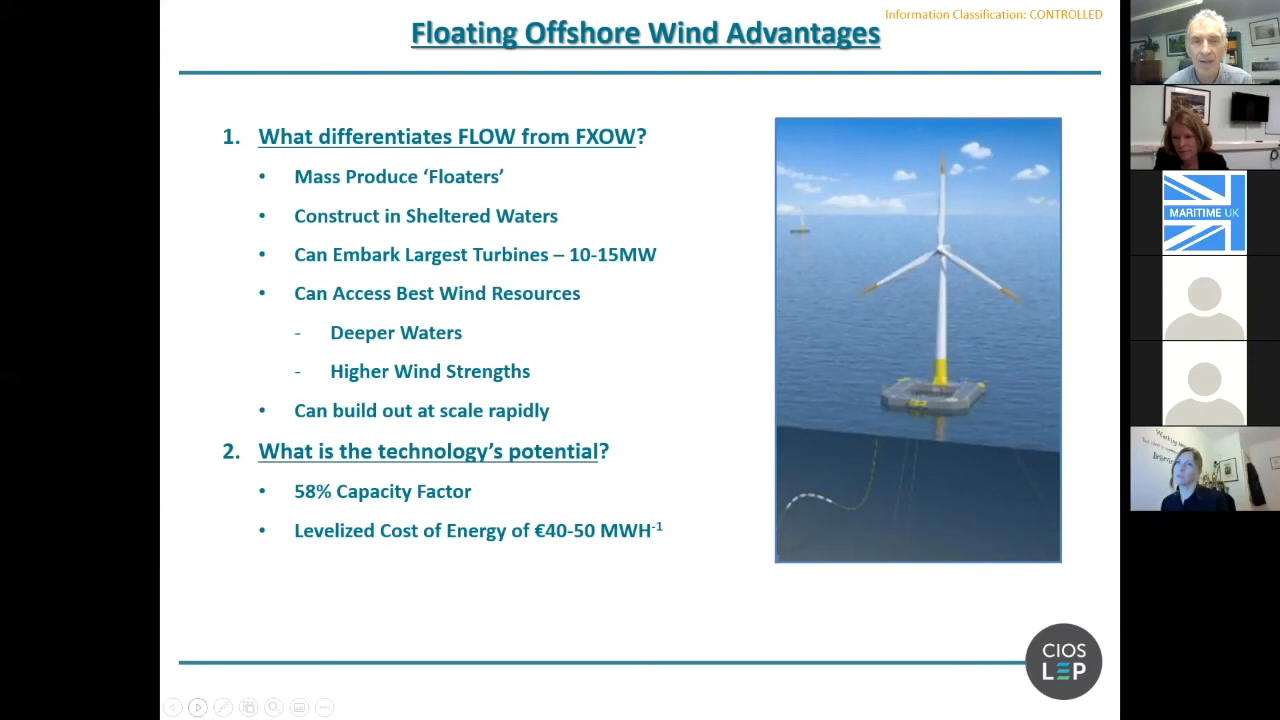 Information Classification: CONTROLLED
Floating Offshore Wind Advantages
1. What differentiates FLOW from FXOW?
• Mass Produce ‘Floaters’
• Construct in Sheltered Waters
• Can Embark Largest Turbines – 10-15MW
• Can Access Best Wind Resources
- Deeper Waters
- Higher Wind Strengths
• Can build out at scale rapidly
2. What is the technology’s potential?
• 58% Capacity Factor
• Levelized Cost of Energy of €40-50 MWH-1
CIOS
LEP
MARITIME UK
Working